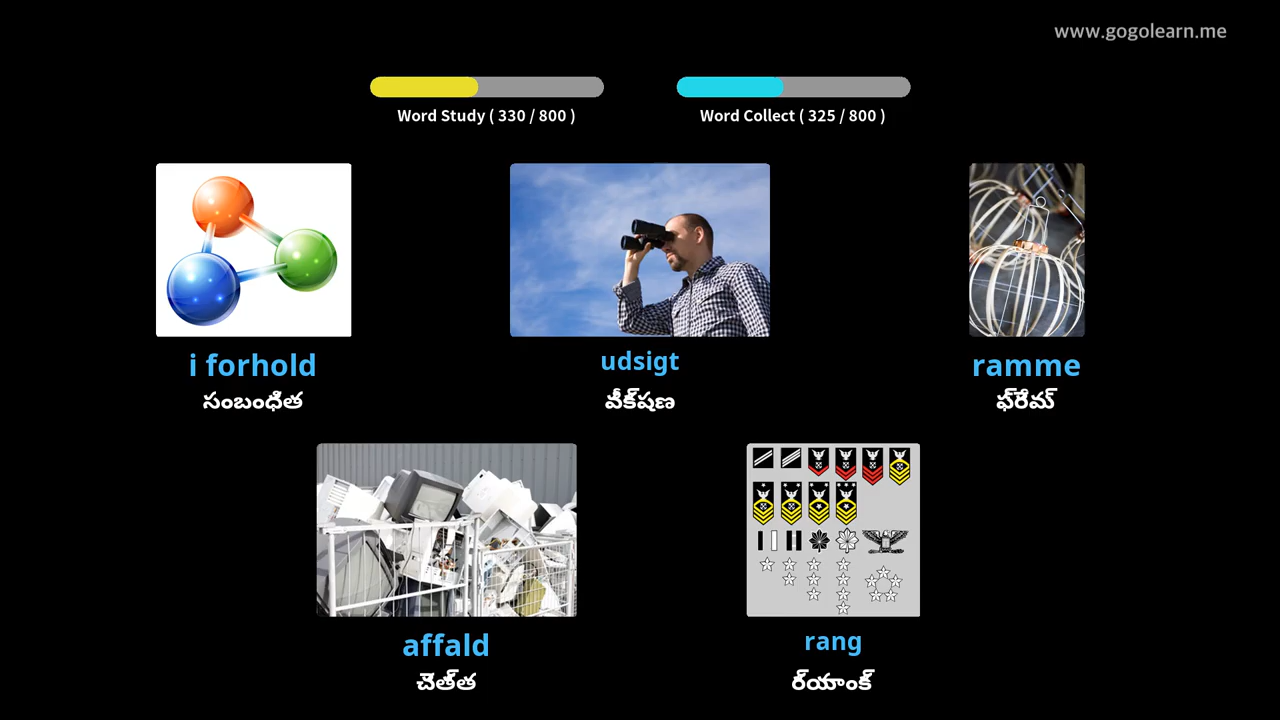 www.gogolearn.me
Word Study ( 330 / 800 )
Word Collect ( 325 / 800 )
i forhold
సంబంధిత
udsigt
వీక్షణ
ramme
ఫ్రేమ్
affald
చెత్త
rang
ర్యాంక్